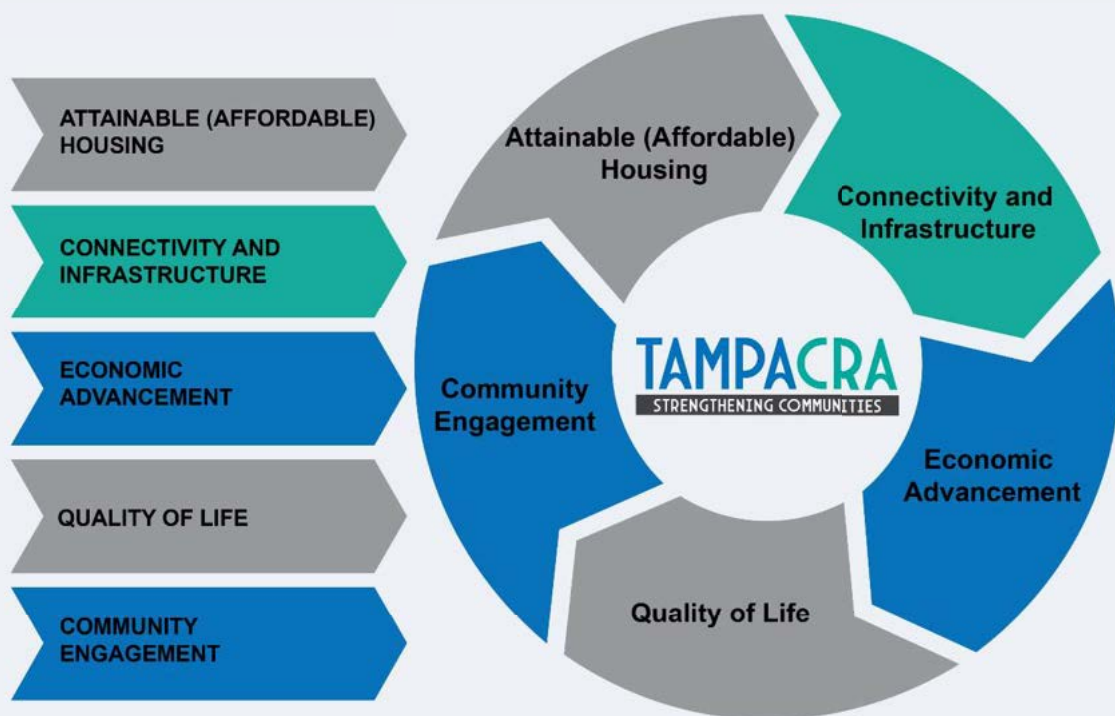 ATTAINABLE (AFFORDABLE)
HOUSING
CONNECTIVITY AND
INFRASTRUCTURE
ECONOMIC
ADVANCEMENT
QUALITY OF LIFE
COMMUNITY
ENGAGEMENT
Attainable (Affordable)
Housing
Connectivity and
Infrastructure
Economic
Advancement
Quality of Life
Community
Engagement
TAMPACRA
STRENGTHENING COMMUNITIES